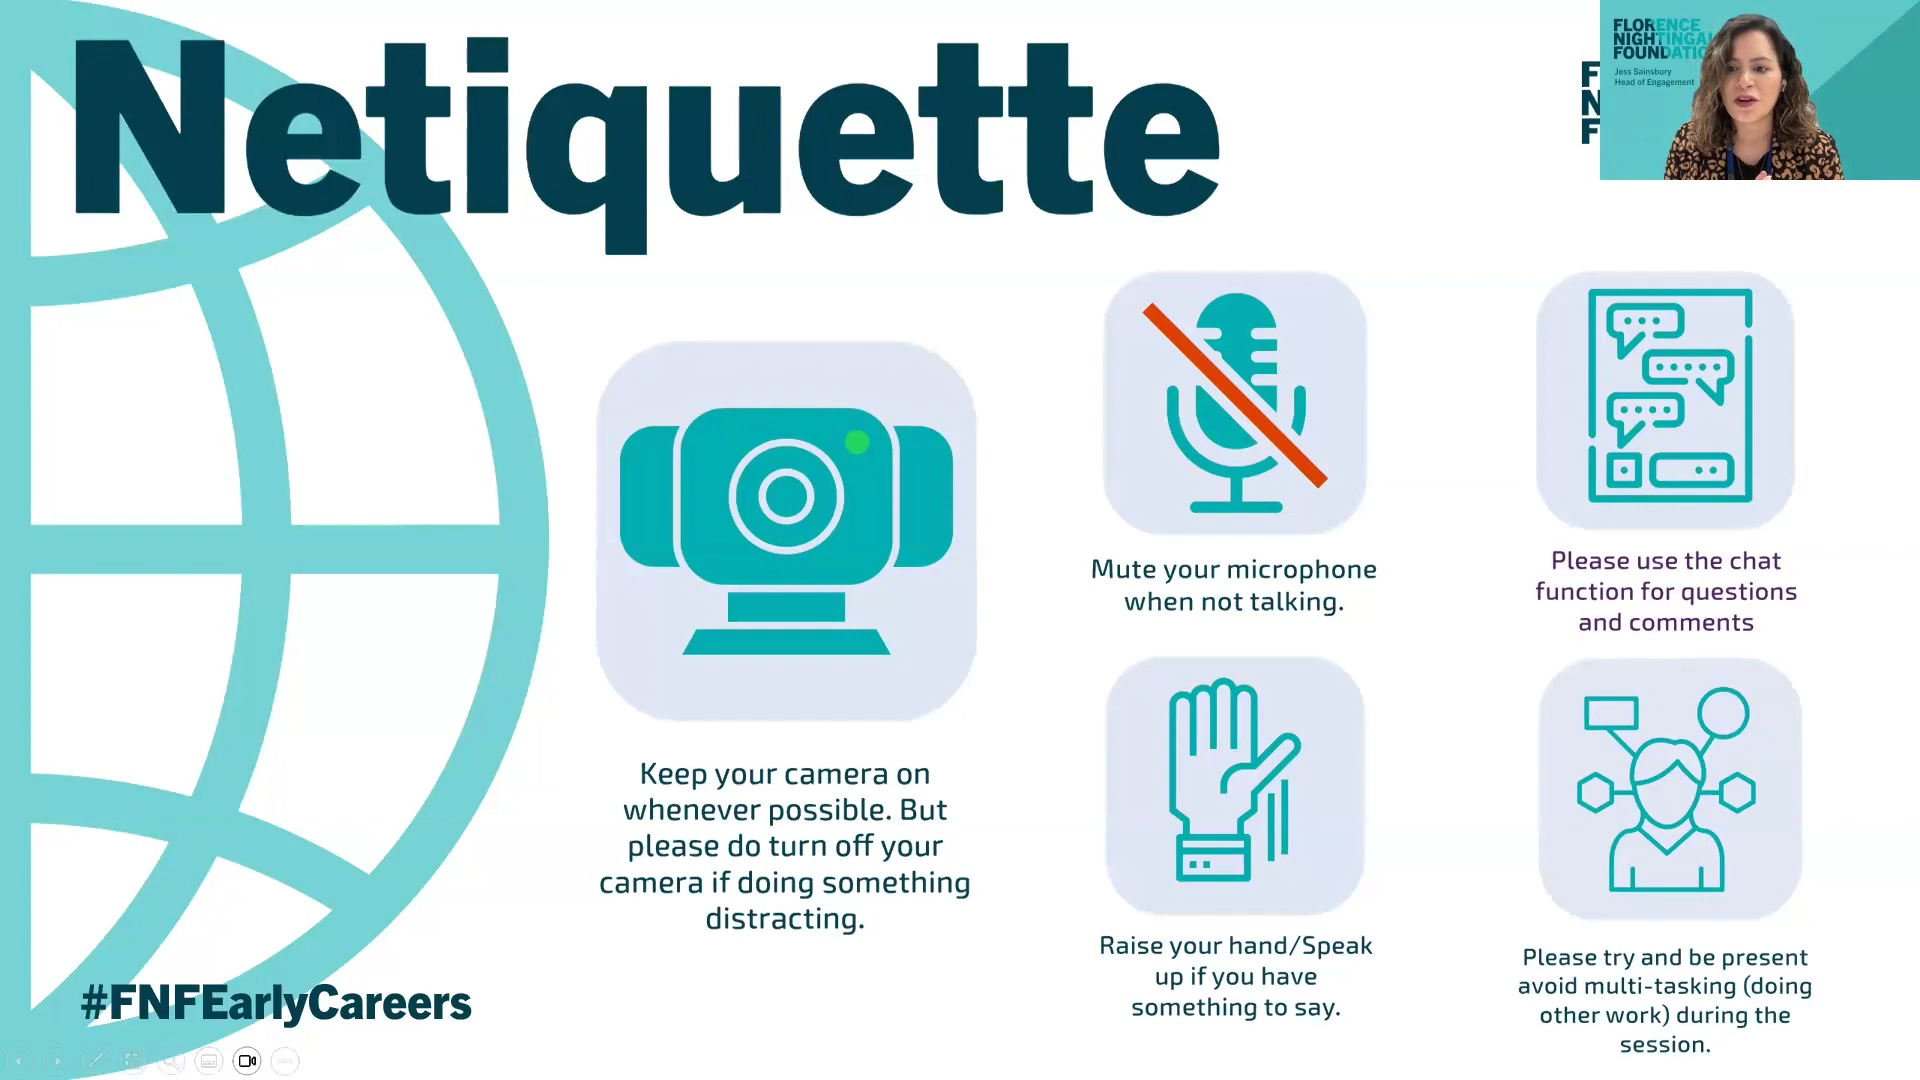 Netiquette
FLORENCE
NIGHTINGA
FOUNDATIO
Jess Sainsbury
Head of Engagement
F
N
F
Keep your camera on
whenever possible. But
please do turn off your
camera if doing something
distracting.
Mute your microphone
when not talking.
Please use the chat
function for questions
and comments
Raise your hand/Speak
up if you have
something to say.
Please try and be present
avoid multi-tasking (doing
other work) during the
session.
#FNFEarlyCareers